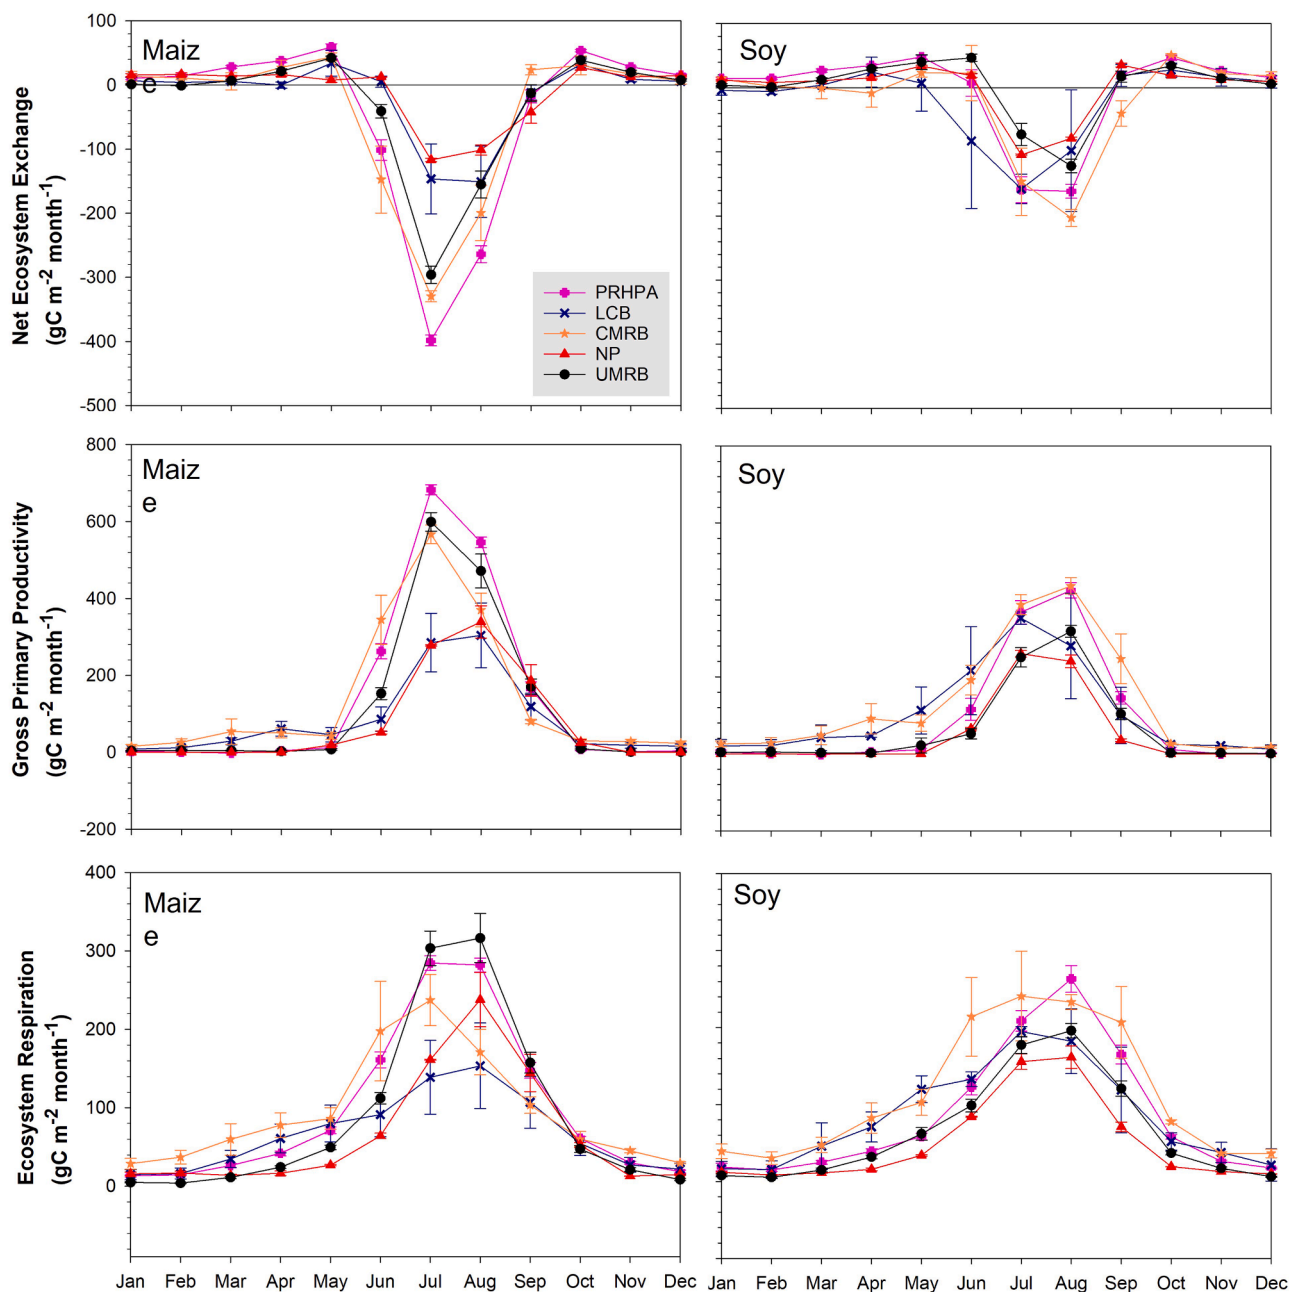 Net Ecosystem Exchange
(gC m⁻² month⁻¹)
100
0
-100
-200
-300
-400
-500
Maiz
e
PRHPA
LCB
CMRB
NP
UMRB
Soy
Gross Primary Productivity
(gC m⁻² month⁻¹)
800
600
400
200
0
-200
Maiz
e
Soy
Ecosystem Respiration
(gC m⁻² month⁻¹)
400
300
200
100
0
Maiz
e
Soy
Jan Feb Mar Apr May Jun Jul Aug Sep Oct Nov Dec
Jan Feb Mar Apr May Jun Jul Aug Sep Oct Nov Dec